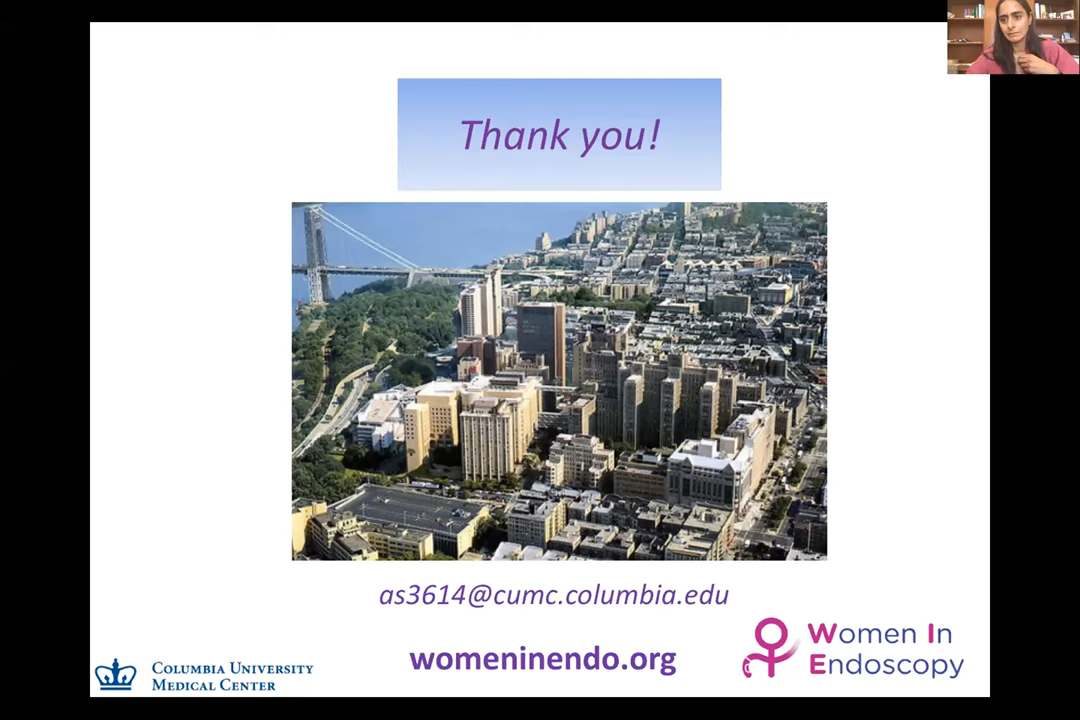 Thank you!
as3614@cumc.columbia.edu
womeninendo.org
COLUMBIA UNIVERSITY
MEDICAL CENTER
Women In
Endoscopy